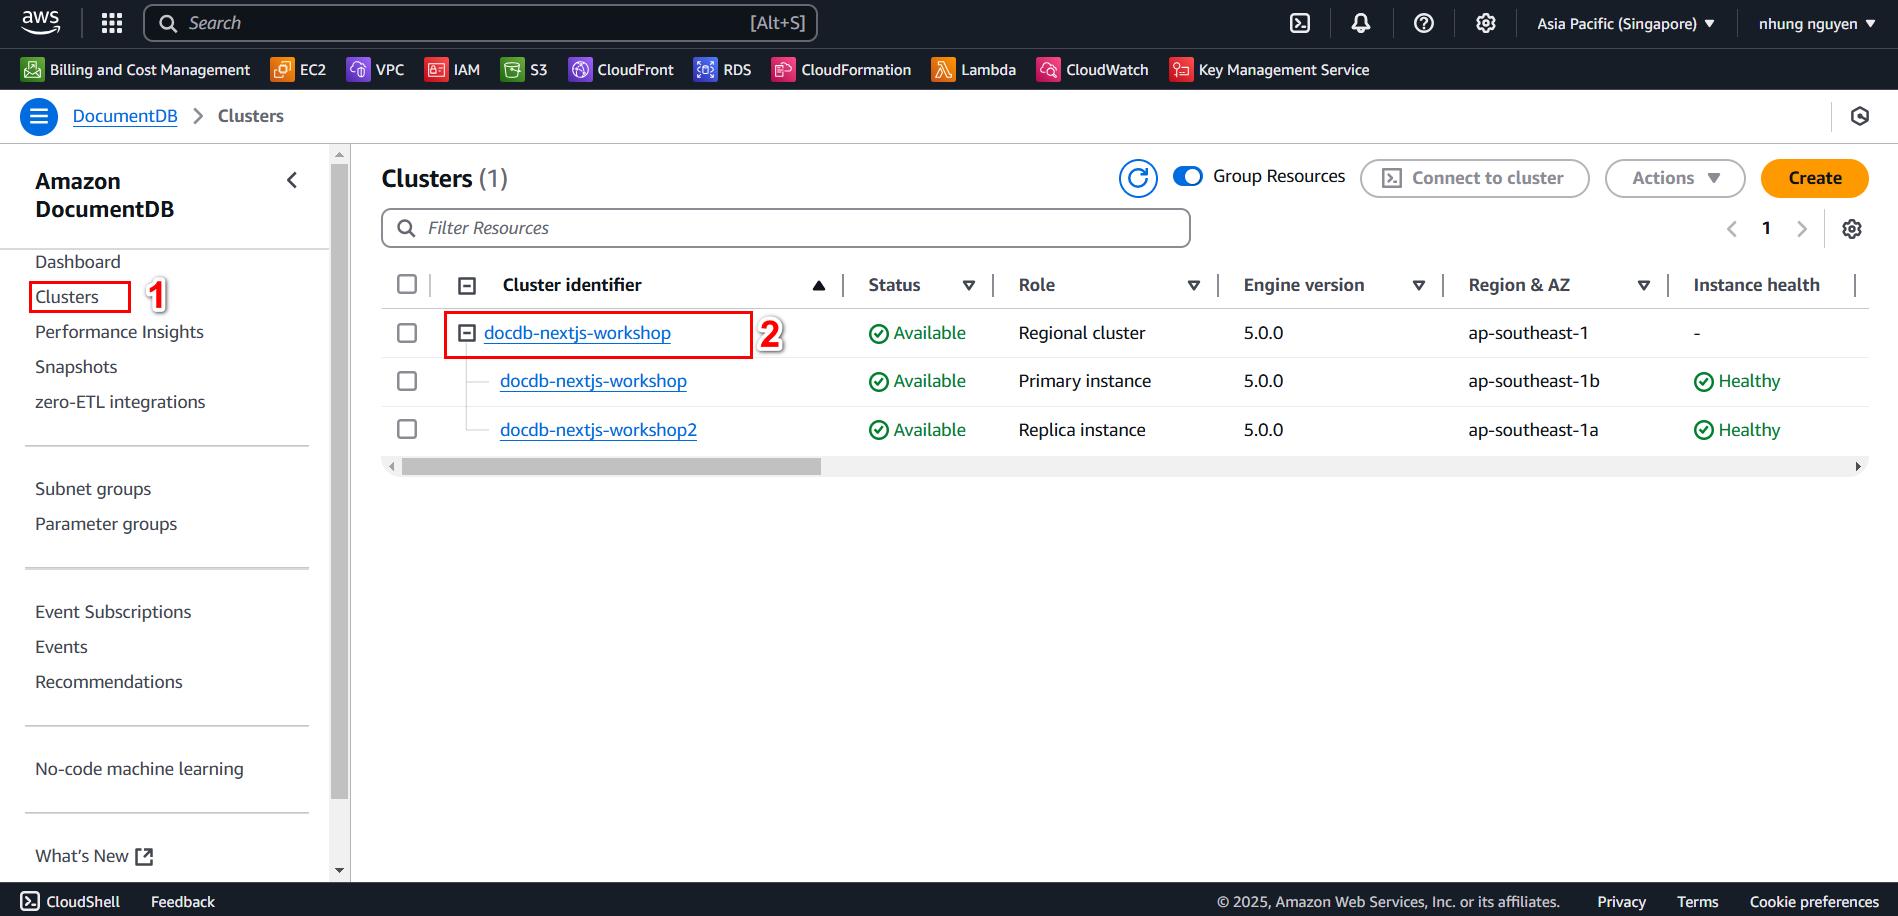 aws Search [Alt+S] Asia Pacific (Singapore) nhung nguyen
Billing and Cost Management EC2 VPC IAM S3 CloudFront RDS CloudFormation Lambda CloudWatch Key Management Service
DocumentDB Clusters
Amazon
DocumentDB
Dashboard
Clusters 1
Performance Insights
Snapshots
zero-ETL integrations
Subnet groups
Parameter groups
Event Subscriptions
Events
Recommendations
No-code machine learning
What's New
Clusters (1) Group Resources Connect to cluster Actions Create
Filter Resources 1
Cluster identifier Status Role Engine version Region & AZ Instance health
docdb-nextjs-workshop 2 Available Regional cluster 5.0.0 ap-southeast-1 -
docdb-nextjs-workshop Available Primary instance 5.0.0 ap-southeast-1b Healthy
docdb-nextjs-workshop2 Available Replica instance 5.0.0 ap-southeast-1a Healthy
CloudShell Feedback © 2025, Amazon Web Services, Inc. or its affiliates. Privacy Terms Cookie preferences